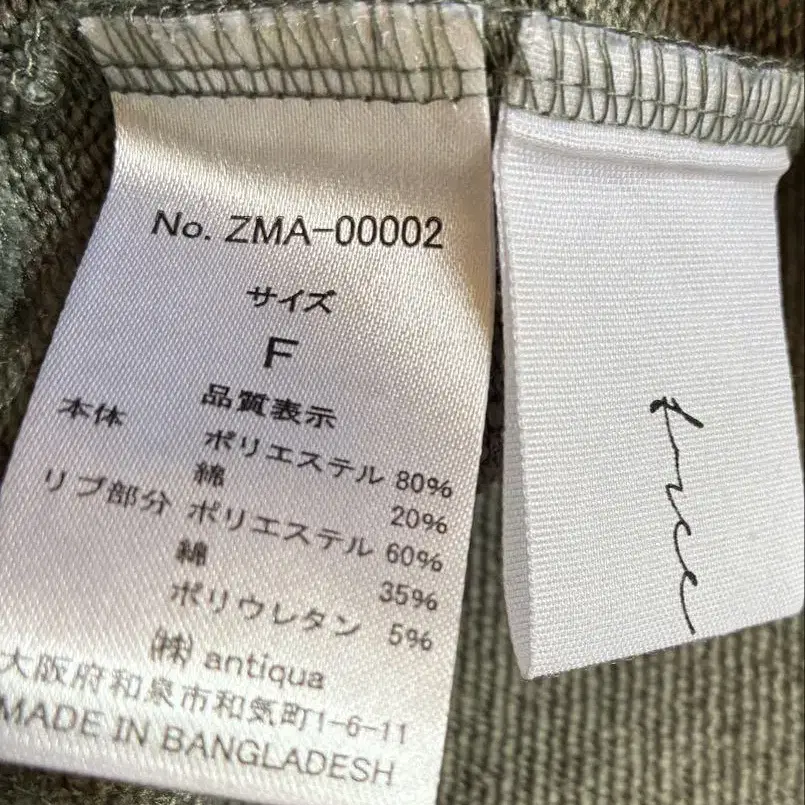 No. ZMA-00002
サイズ
F
品質表示
本体 ポリエステル 80%
綿 20%
リブ部分 ポリエステル 60%
綿 35%
ポリウレタン 5%
(株) antiqua
大阪府和泉市和気町1-6-11
MADE IN BANGLADESH